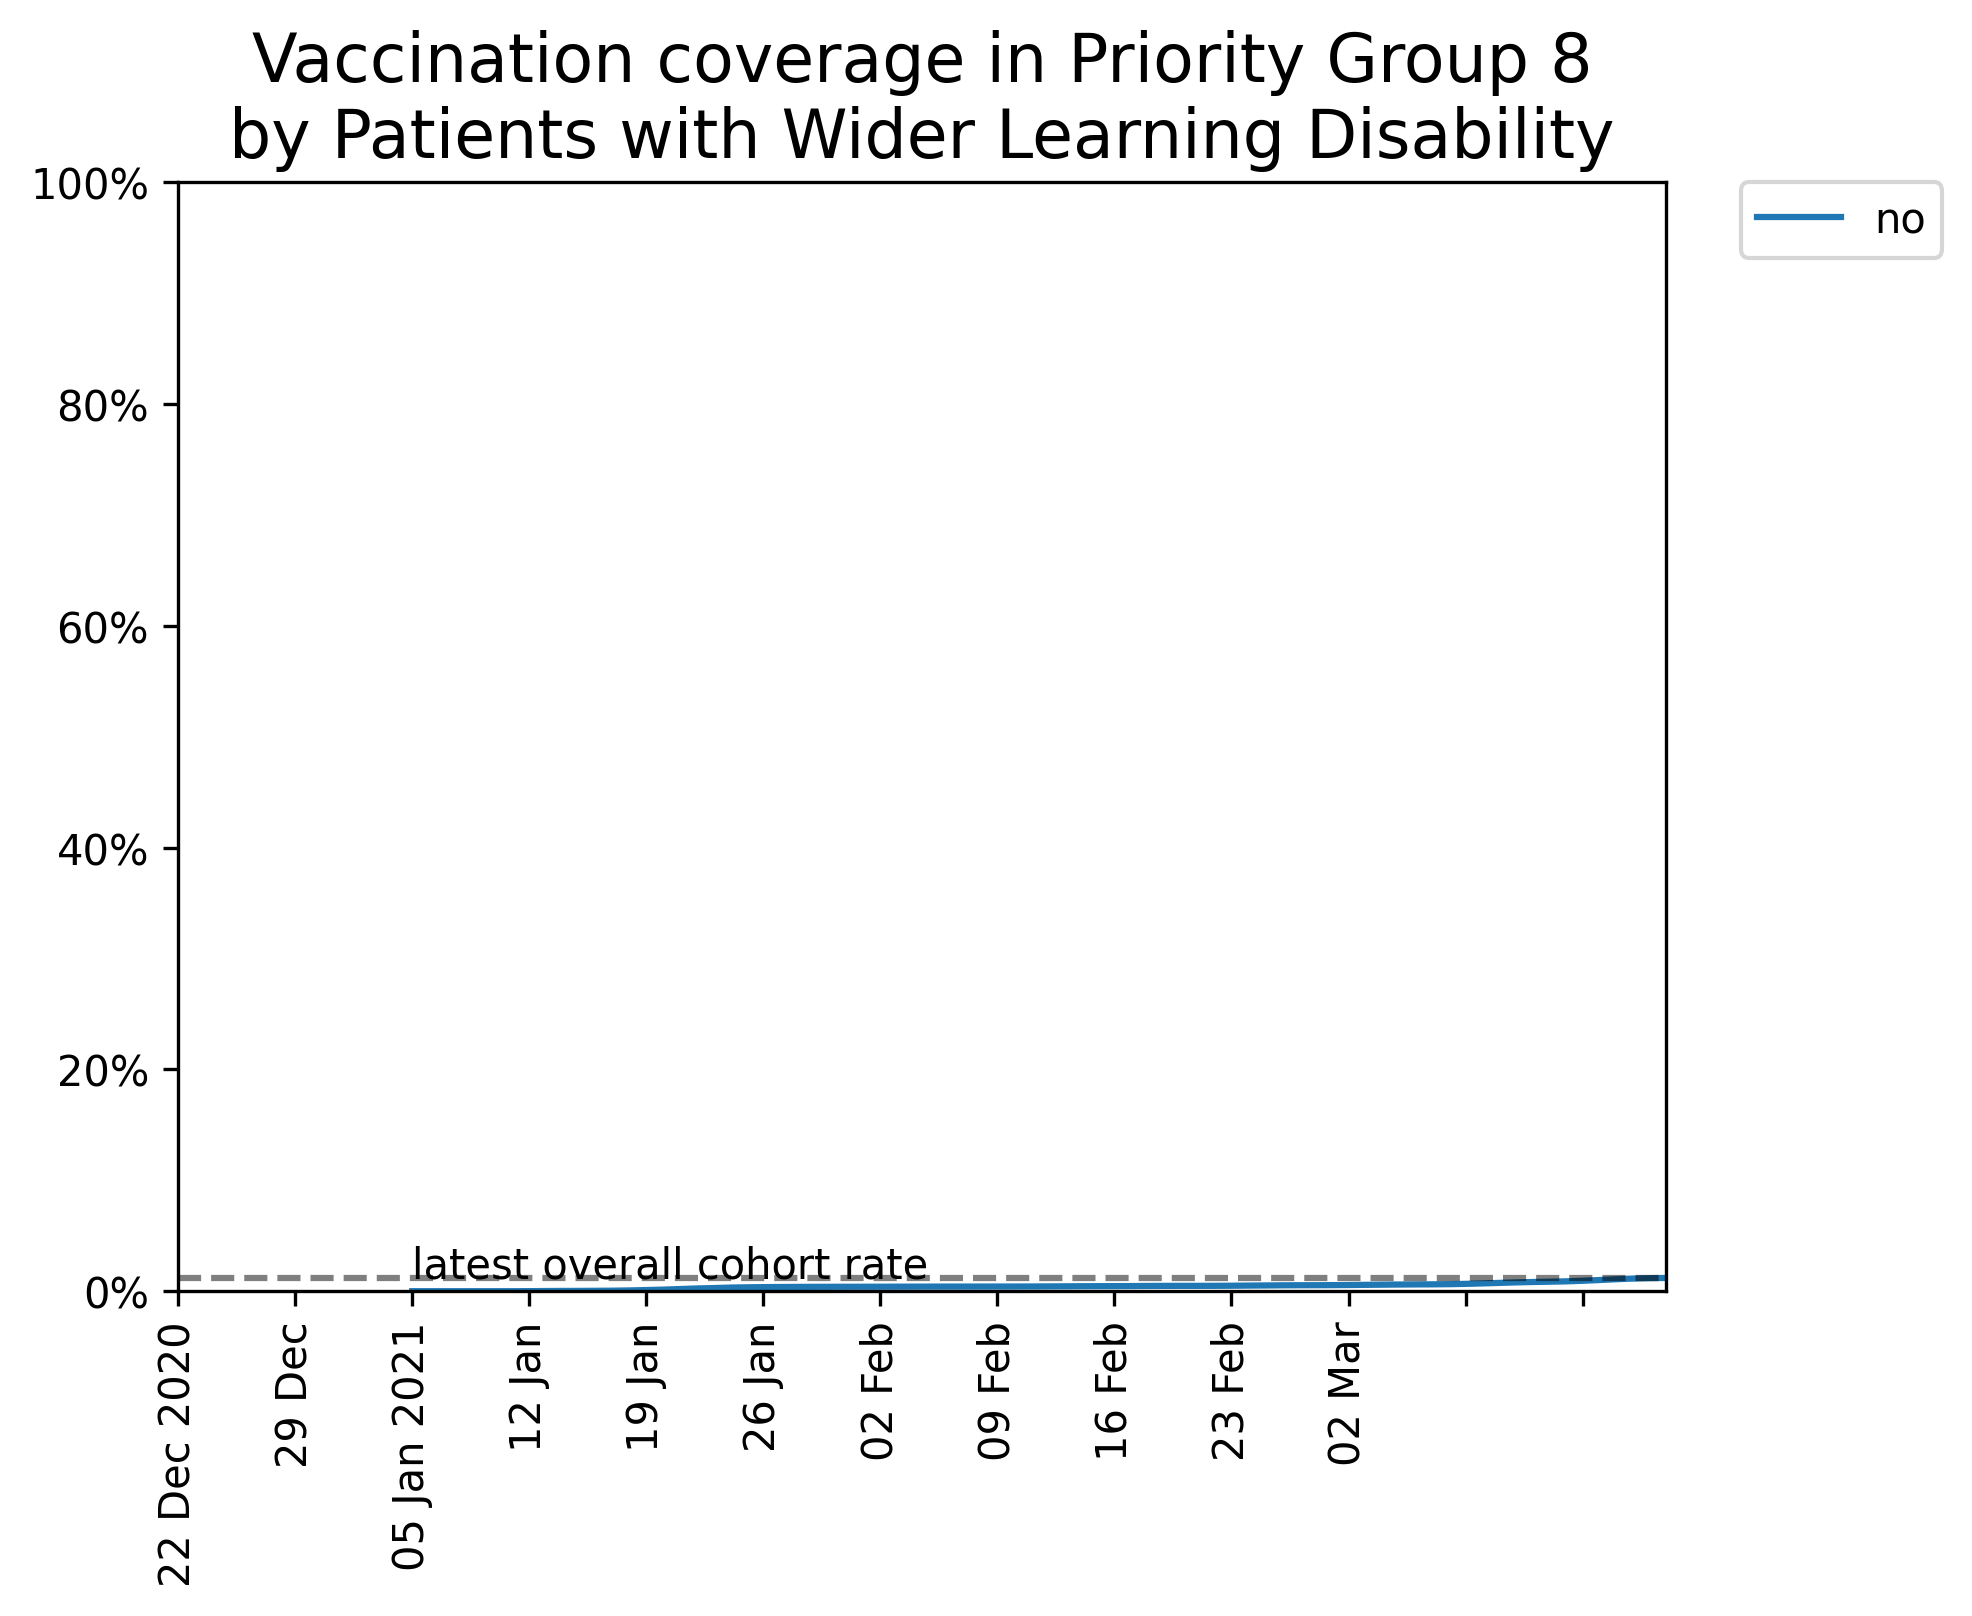 Vaccination coverage in Priority Group 8
by Patients with Wider Learning Disability
100%
80%
60%
40%
20%
0%
no
latest overall cohort rate
22 Dec 2020
29 Dec
05 Jan 2021
12 Jan
19 Jan
26 Jan
02 Feb
09 Feb
16 Feb
23 Feb
02 Mar